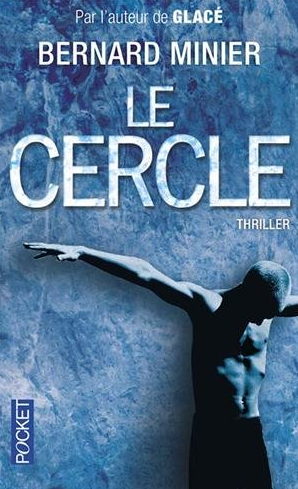 Par l'auteur de GLACÉ
BERNARD MINIER
LE
CERCLE
THRILLER
POCKET